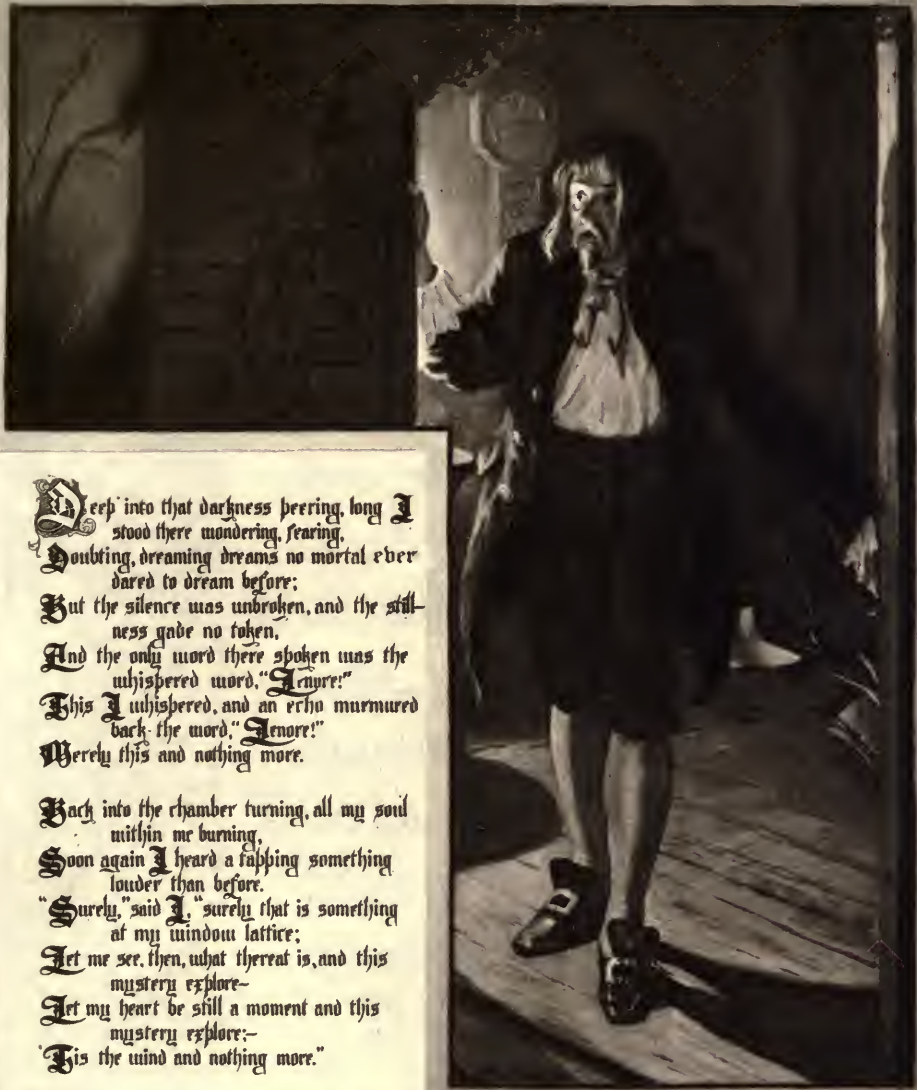 Deep into that darkness peering, long I
stood there wondering, fearing,
Doubting, dreaming dreams no mortal ever
dared to dream before;
But the silence was unbroken, and the still-
ness gave no token,
And the only word there spoken was the
whispered word, "Lenore!"
This I whispered, and an echo murmured
back the word, "Lenore!"
Merely this and nothing more.

Back into the chamber turning, all my soul
within me burning,
Soon again I heard a tapping something
louder than before.
"Surely," said I, "surely that is something
at my window lattice;
Let me see, then, what thereat is, and this
mystery explore—
Let my heart be still a moment and this
mystery explore;—
'Tis the wind and nothing more."